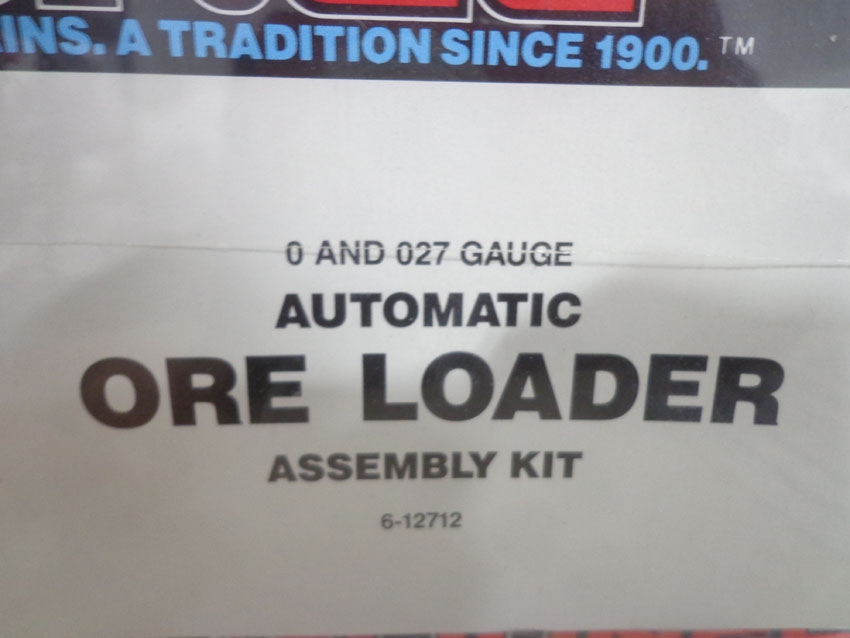 INS. A TRADITION SINCE 1900. TM
0 AND 027 GAUGE
AUTOMATIC
ORE LOADER
ASSEMBLY KIT
6-12712